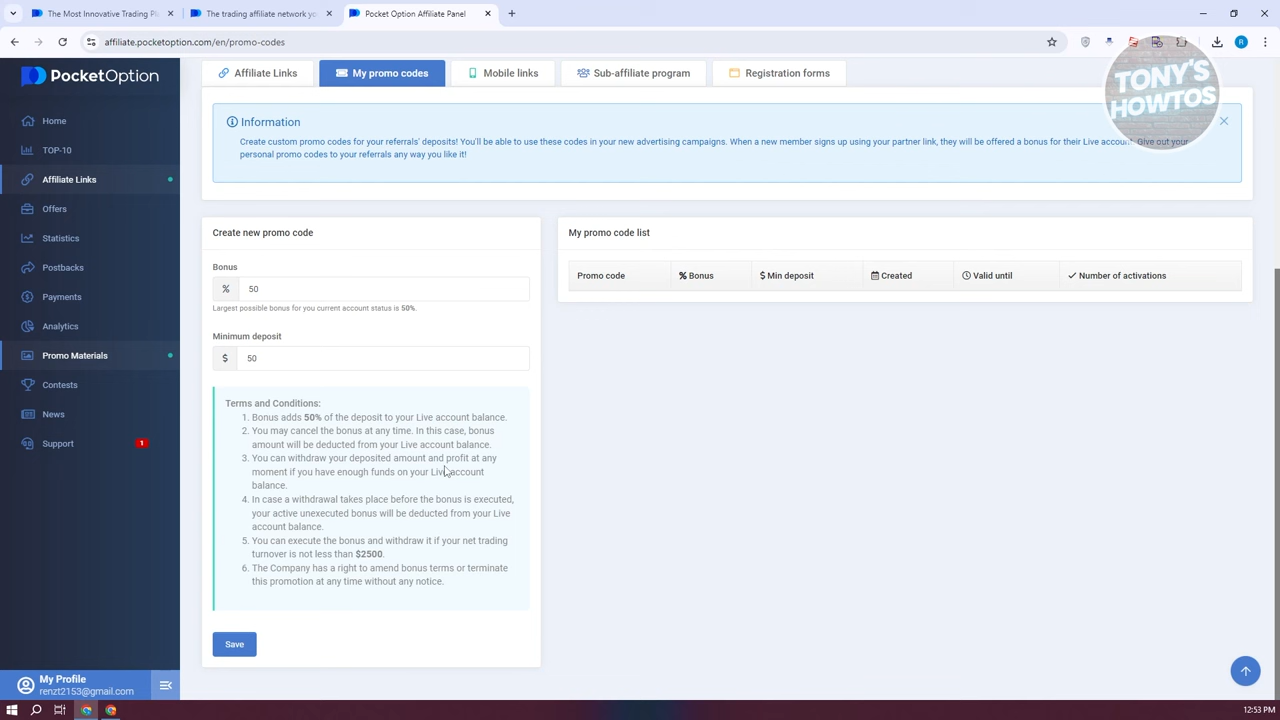 The Most Innovative Trading Pl
The trading affiliate network yo
Pocket Option Affiliate Panel
affiliate.pocketoption.com/en/promo-codes
PocketOption
Affiliate Links
My promo codes
Mobile links
Sub-affiliate program
Registration forms
TONY'S
HOWTOS
Home
TOP-10
Affiliate Links
Offers
Statistics
Postbacks
Payments
Analytics
Promo Materials
Contests
News
Support 1
My Profile
renzt2153@gmail.com
Information
Create custom promo codes for your referrals' deposits! You'll be able to use these codes in your new advertising campaigns. When a new member signs up using your partner link, they will be offered a bonus for their Live account. Give out your
personal promo codes to your referrals any way you like it!
Create new promo code
Bonus
% 50
Largest possible bonus for you current account status is 50%.
Minimum deposit
$ 50
Terms and Conditions:
1. Bonus adds 50% of the deposit to your Live account balance.
2. You may cancel the bonus at any time. In this case, bonus
amount will be deducted from your Live account balance.
3. You can withdraw your deposited amount and profit at any
moment if you have enough funds on your Live account
balance.
4. In case a withdrawal takes place before the bonus is executed,
your active unexecuted bonus will be deducted from your Live
account balance.
5. You can execute the bonus and withdraw it if your net trading
turnover is not less than $2500.
6. The Company has a right to amend bonus terms or terminate
this promotion at any time without any notice.
Save
My promo code list
Promo code % Bonus $ Min deposit Created Valid until Number of activations
12:53 PM